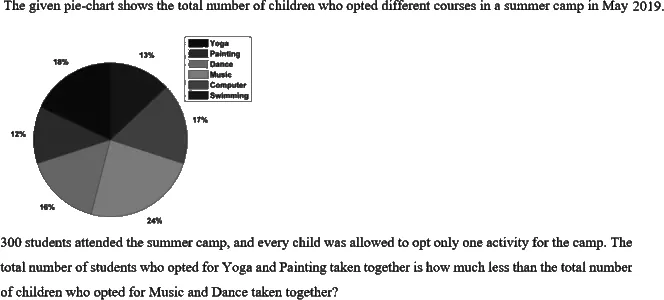 The given pie-chart shows the total number of children who opted different courses in a summer camp in May 2019.
Yoga
Painting
Dance
Music
Computer
Swimming
18%
13%
17%
12%
16%
24%
300 students attended the summer camp, and every child was allowed to opt only one activity for the camp. The
total number of students who opted for Yoga and Painting taken together is how much less than the total number
of children who opted for Music and Dance taken together?